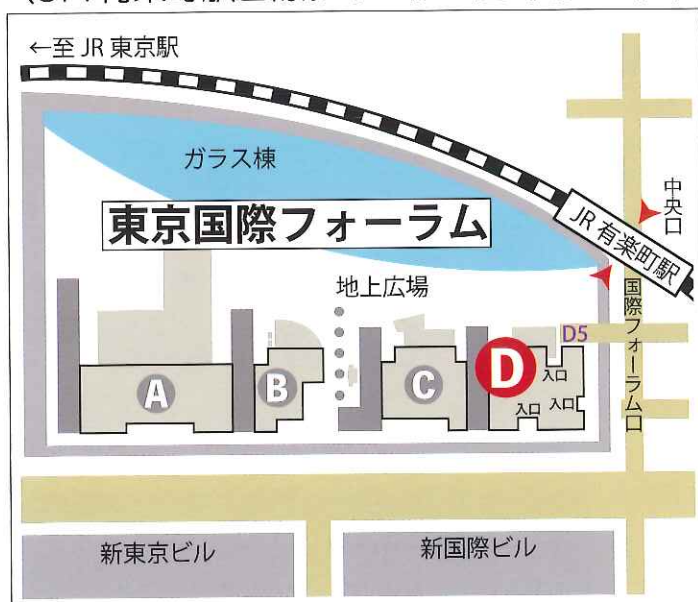 ←至 JR 東京駅
ガラス棟
中央口
東京国際フォーラム
JR 有楽町駅
地上広場
国際フォーラム口
D5
A
B
C
D
入口
入口
入口
新東京ビル
新国際ビル